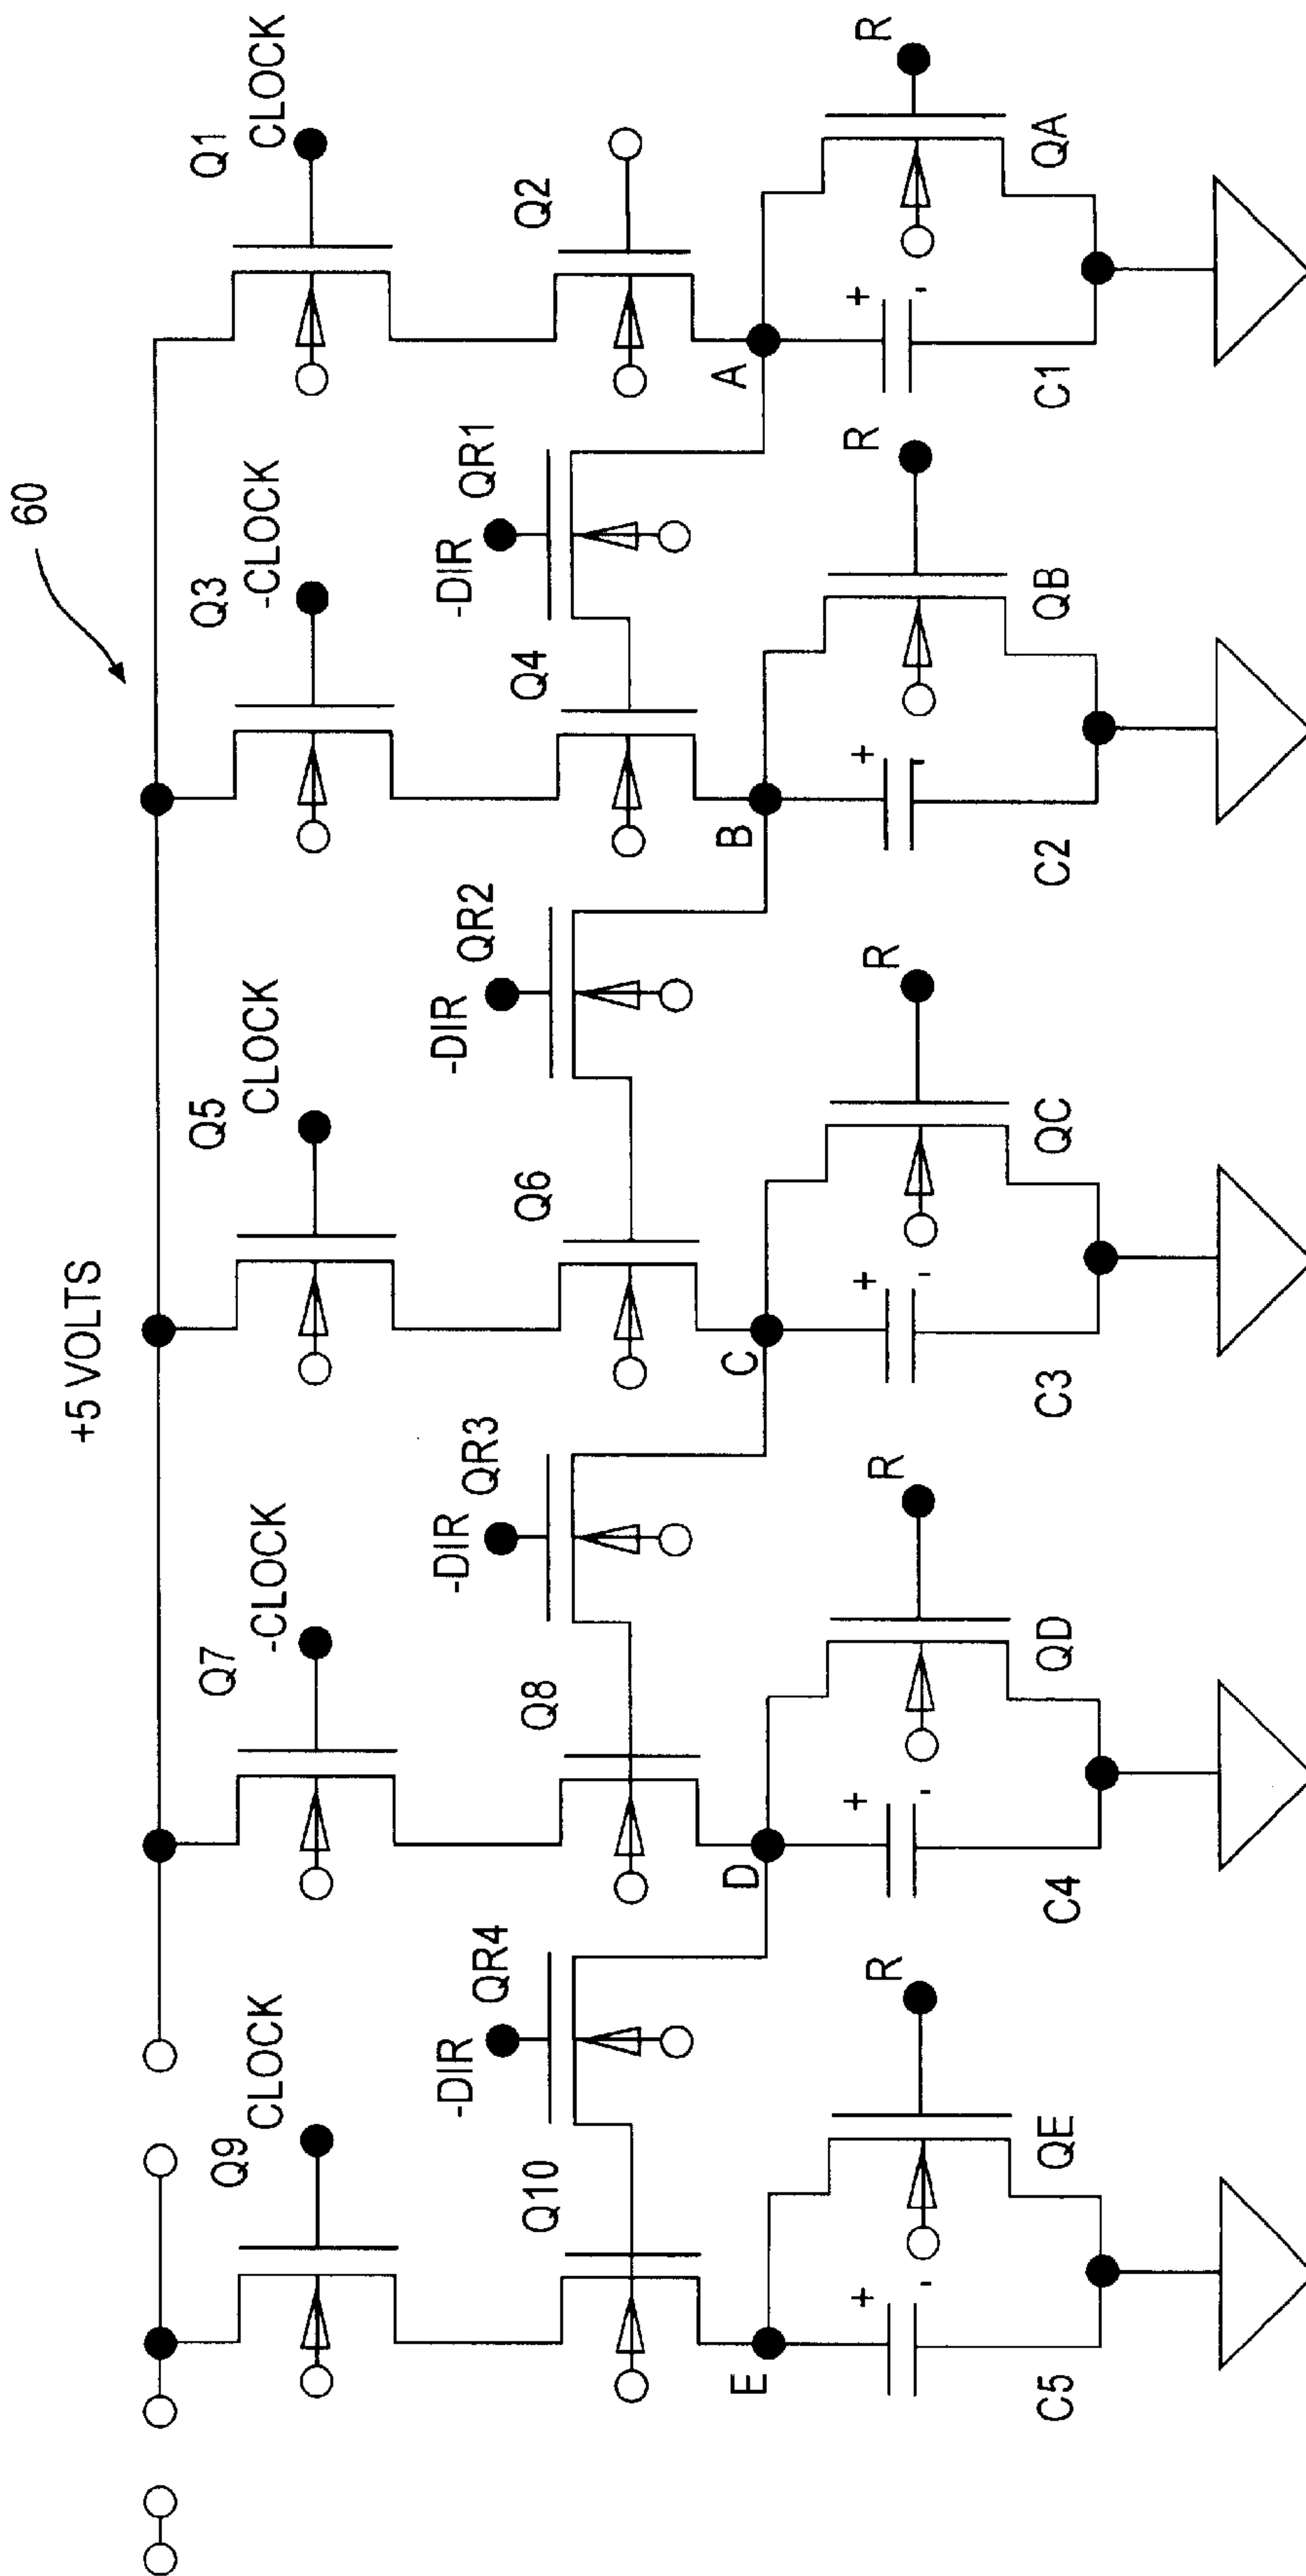 60
+5 VOLTS
Q9
Q7
Q5
Q3
Q1
CLOCK
-CLOCK
CLOCK
-CLOCK
CLOCK
-DIR
QR4
-DIR
QR3
-DIR
QR2
-DIR
QR1
Q10
Q8
Q6
Q4
Q2
E
D
C
B
A
+
R
+
R
+
R
+
R
+
R
-
-
-
-
-
C5
QE
C4
QD
C3
QC
C2
QB
C1
QA